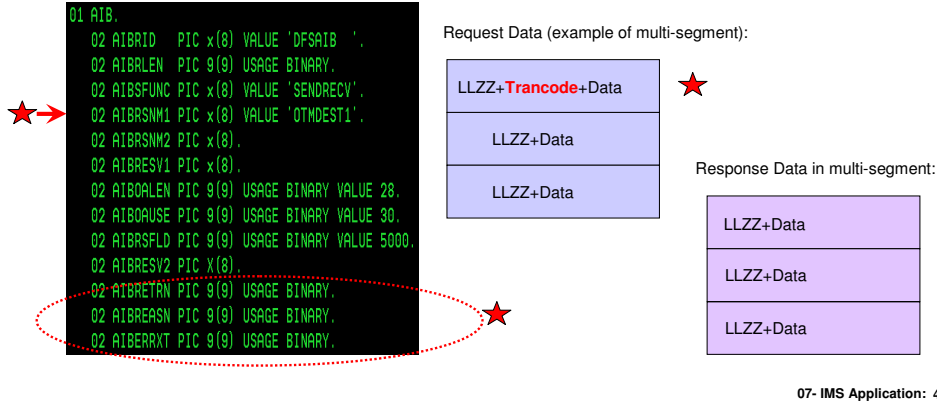 01 AIB.
02 AIBRID PIC x(8) VALUE 'DFSAIB  '.
02 AIBRLEN PIC 9(9) USAGE BINARY.
02 AIBSFUNC PIC x(8) VALUE 'SENDRECV'.
02 AIBRSNM1 PIC x(8) VALUE 'OTMDEST1'.
02 AIBRSNM2 PIC x(8).
02 AIBRESV1 PIC x(8).
02 AIBOALEN PIC 9(9) USAGE BINARY VALUE 28.
02 AIBOAUSE PIC 9(9) USAGE BINARY VALUE 30.
02 AIBRSFLD PIC 9(9) USAGE BINARY VALUE 5000.
02 AIBRESV2 PIC X(8).
02 AIBRETRN PIC 9(9) USAGE BINARY.
02 AIBREASN PIC 9(9) USAGE BINARY.
02 AIBERRXT PIC 9(9) USAGE BINARY.
Request Data (example of multi-segment):
LLZZ+Trancode+Data
LLZZ+Data
LLZZ+Data
Response Data in multi-segment:
LLZZ+Data
LLZZ+Data
LLZZ+Data
07- IMS Application: 4